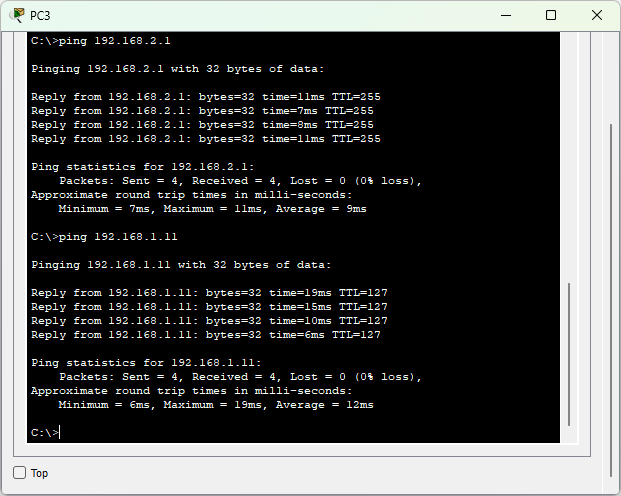 PC3
C:\>ping 192.168.2.1
Pinging 192.168.2.1 with 32 bytes of data:
Reply from 192.168.2.1: bytes=32 time=11ms TTL=255
Reply from 192.168.2.1: bytes=32 time=7ms TTL=255
Reply from 192.168.2.1: bytes=32 time=8ms TTL=255
Reply from 192.168.2.1: bytes=32 time=11ms TTL=255
Ping statistics for 192.168.2.1:
    Packets: Sent = 4, Received = 4, Lost = 0 (0% loss),
Approximate round trip times in milli-seconds:
    Minimum = 7ms, Maximum = 11ms, Average = 9ms
C:\>ping 192.168.1.11
Pinging 192.168.1.11 with 32 bytes of data:
Reply from 192.168.1.11: bytes=32 time=19ms TTL=127
Reply from 192.168.1.11: bytes=32 time=15ms TTL=127
Reply from 192.168.1.11: bytes=32 time=10ms TTL=127
Reply from 192.168.1.11: bytes=32 time=6ms TTL=127
Ping statistics for 192.168.1.11:
    Packets: Sent = 4, Received = 4, Lost = 0 (0% loss),
Approximate round trip times in milli-seconds:
    Minimum = 6ms, Maximum = 19ms, Average = 12ms
C:\>
Top